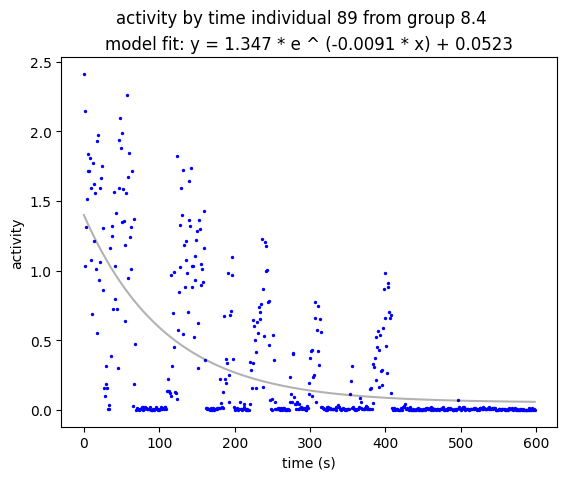 activity by time individual 89 from group 8.4
model fit: y = 1.347 * e ^ (-0.0091 * x) + 0.0523
2.5
2.0
1.5
1.0
0.5
0.0
activity
0 100 200 300 400 500 600
time (s)